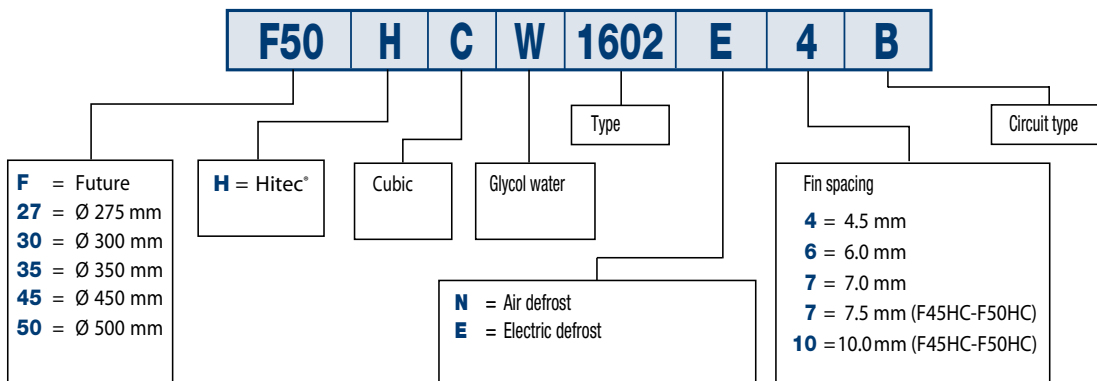 F50 H C W 1602 E 4 B
Type
Circuit type
F = Future
27 = Ø 275 mm
30 = Ø 300 mm
35 = Ø 350 mm
45 = Ø 450 mm
50 = Ø 500 mm
H = Hitec®
Cubic
Glycol water
N = Air defrost
E = Electric defrost
Fin spacing
4 = 4.5 mm
6 = 6.0 mm
7 = 7.0 mm
7 = 7.5 mm (F45HC-F50HC)
10 = 10.0 mm (F45HC-F50HC)